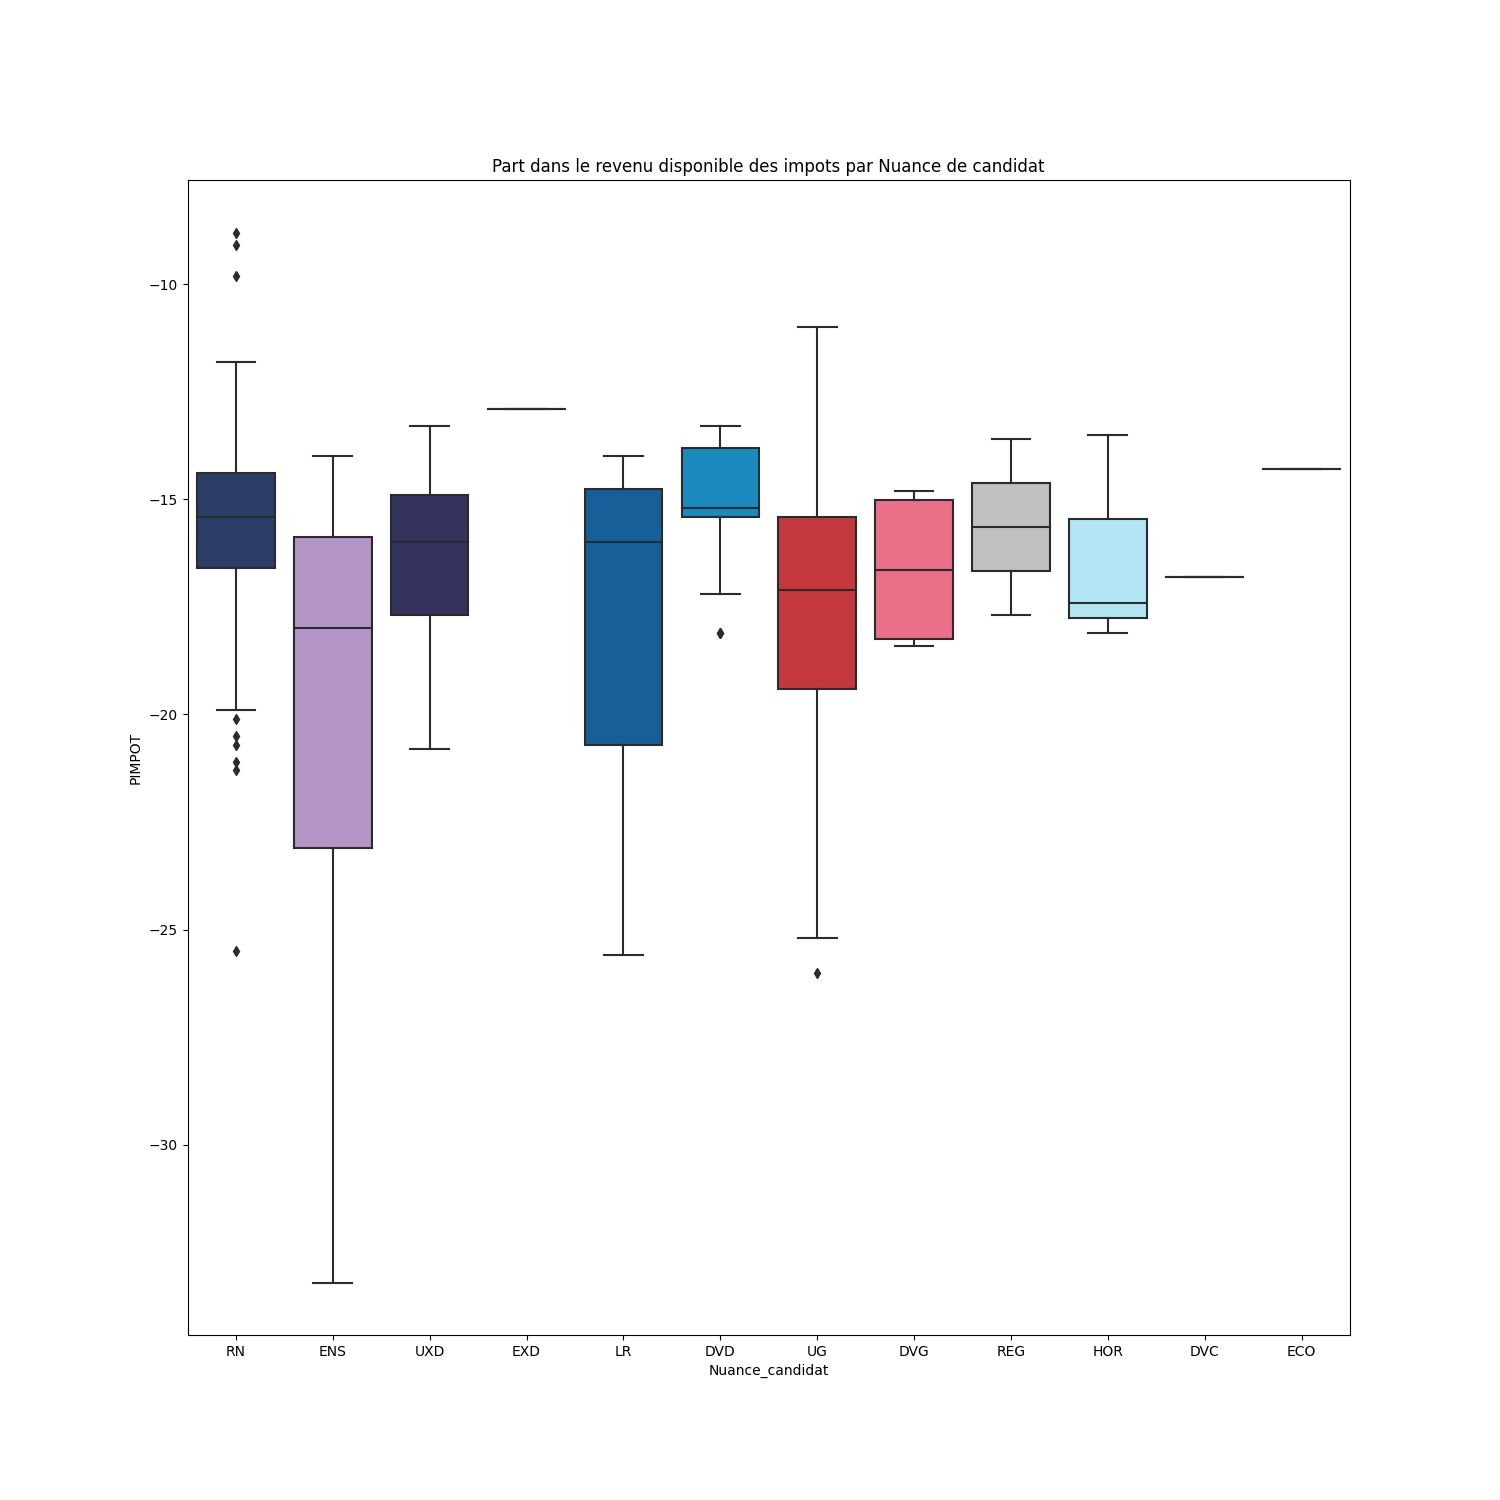 Part dans le revenu disponible des impots par Nuance de candidat
−10
−15
−20
−25
−30
PIMPOT
RN ENS UXD EXD LR DVD UG DVG REG HOR DVC ECO
Nuance_candidat